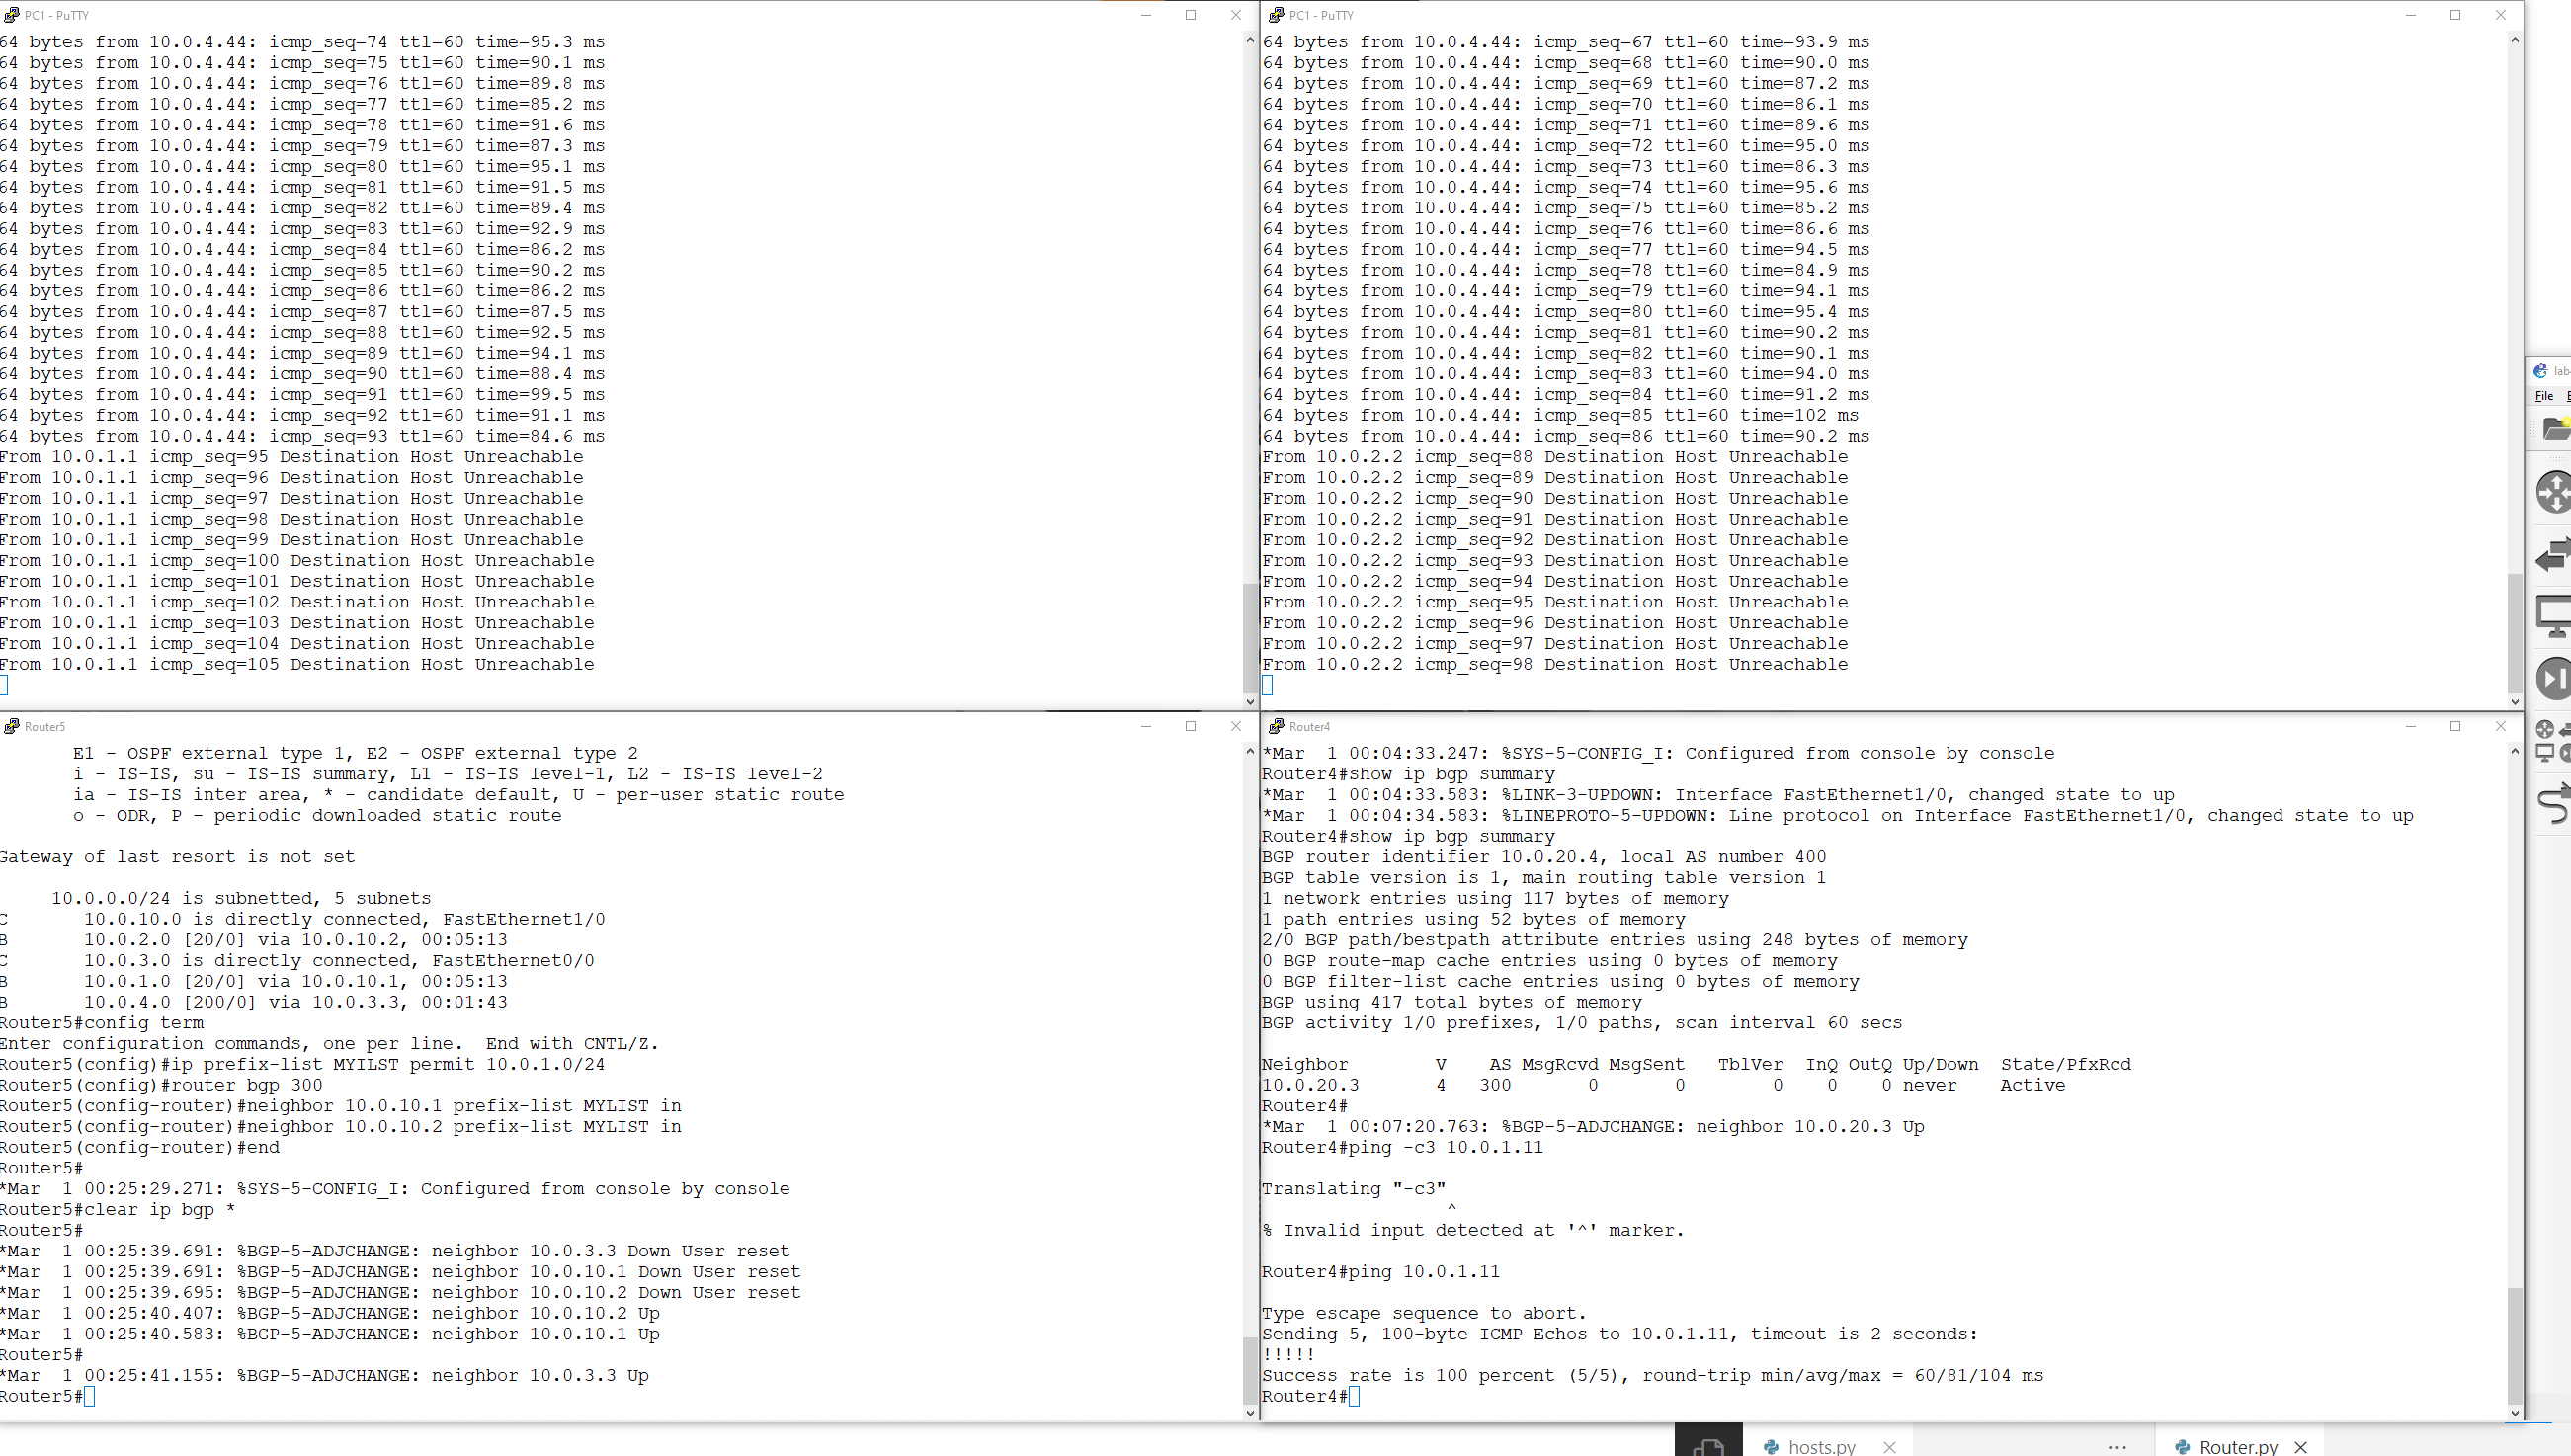 PC1 - PuTTY
64 bytes from 10.0.4.44: icmp_seq=74 ttl=60 time=95.3 ms
64 bytes from 10.0.4.44: icmp_seq=75 ttl=60 time=90.1 ms
64 bytes from 10.0.4.44: icmp_seq=76 ttl=60 time=89.8 ms
64 bytes from 10.0.4.44: icmp_seq=77 ttl=60 time=85.2 ms
64 bytes from 10.0.4.44: icmp_seq=78 ttl=60 time=91.6 ms
64 bytes from 10.0.4.44: icmp_seq=79 ttl=60 time=87.3 ms
64 bytes from 10.0.4.44: icmp_seq=80 ttl=60 time=95.1 ms
64 bytes from 10.0.4.44: icmp_seq=81 ttl=60 time=91.5 ms
64 bytes from 10.0.4.44: icmp_seq=82 ttl=60 time=89.4 ms
64 bytes from 10.0.4.44: icmp_seq=83 ttl=60 time=92.9 ms
64 bytes from 10.0.4.44: icmp_seq=84 ttl=60 time=86.2 ms
64 bytes from 10.0.4.44: icmp_seq=85 ttl=60 time=90.2 ms
64 bytes from 10.0.4.44: icmp_seq=86 ttl=60 time=86.2 ms
64 bytes from 10.0.4.44: icmp_seq=87 ttl=60 time=87.5 ms
64 bytes from 10.0.4.44: icmp_seq=88 ttl=60 time=92.5 ms
64 bytes from 10.0.4.44: icmp_seq=89 ttl=60 time=94.1 ms
64 bytes from 10.0.4.44: icmp_seq=90 ttl=60 time=88.4 ms
64 bytes from 10.0.4.44: icmp_seq=91 ttl=60 time=99.5 ms
64 bytes from 10.0.4.44: icmp_seq=92 ttl=60 time=91.1 ms
64 bytes from 10.0.4.44: icmp_seq=93 ttl=60 time=84.6 ms
From 10.0.1.1 icmp_seq=95 Destination Host Unreachable
From 10.0.1.1 icmp_seq=96 Destination Host Unreachable
From 10.0.1.1 icmp_seq=97 Destination Host Unreachable
From 10.0.1.1 icmp_seq=98 Destination Host Unreachable
From 10.0.1.1 icmp_seq=99 Destination Host Unreachable
From 10.0.1.1 icmp_seq=100 Destination Host Unreachable
From 10.0.1.1 icmp_seq=101 Destination Host Unreachable
From 10.0.1.1 icmp_seq=102 Destination Host Unreachable
From 10.0.1.1 icmp_seq=103 Destination Host Unreachable
From 10.0.1.1 icmp_seq=104 Destination Host Unreachable
From 10.0.1.1 icmp_seq=105 Destination Host Unreachable
PC1 - PuTTY
64 bytes from 10.0.4.44: icmp_seq=67 ttl=60 time=93.9 ms
64 bytes from 10.0.4.44: icmp_seq=68 ttl=60 time=90.0 ms
64 bytes from 10.0.4.44: icmp_seq=69 ttl=60 time=87.2 ms
64 bytes from 10.0.4.44: icmp_seq=70 ttl=60 time=86.1 ms
64 bytes from 10.0.4.44: icmp_seq=71 ttl=60 time=89.6 ms
64 bytes from 10.0.4.44: icmp_seq=72 ttl=60 time=95.0 ms
64 bytes from 10.0.4.44: icmp_seq=73 ttl=60 time=86.3 ms
64 bytes from 10.0.4.44: icmp_seq=74 ttl=60 time=95.6 ms
64 bytes from 10.0.4.44: icmp_seq=75 ttl=60 time=85.2 ms
64 bytes from 10.0.4.44: icmp_seq=76 ttl=60 time=86.6 ms
64 bytes from 10.0.4.44: icmp_seq=77 ttl=60 time=94.5 ms
64 bytes from 10.0.4.44: icmp_seq=78 ttl=60 time=84.9 ms
64 bytes from 10.0.4.44: icmp_seq=79 ttl=60 time=94.1 ms
64 bytes from 10.0.4.44: icmp_seq=80 ttl=60 time=95.4 ms
64 bytes from 10.0.4.44: icmp_seq=81 ttl=60 time=90.2 ms
64 bytes from 10.0.4.44: icmp_seq=82 ttl=60 time=90.1 ms
64 bytes from 10.0.4.44: icmp_seq=83 ttl=60 time=94.0 ms
64 bytes from 10.0.4.44: icmp_seq=84 ttl=60 time=91.2 ms
64 bytes from 10.0.4.44: icmp_seq=85 ttl=60 time=102 ms
64 bytes from 10.0.4.44: icmp_seq=86 ttl=60 time=90.2 ms
From 10.0.2.2 icmp_seq=88 Destination Host Unreachable
From 10.0.2.2 icmp_seq=89 Destination Host Unreachable
From 10.0.2.2 icmp_seq=90 Destination Host Unreachable
From 10.0.2.2 icmp_seq=91 Destination Host Unreachable
From 10.0.2.2 icmp_seq=92 Destination Host Unreachable
From 10.0.2.2 icmp_seq=93 Destination Host Unreachable
From 10.0.2.2 icmp_seq=94 Destination Host Unreachable
From 10.0.2.2 icmp_seq=95 Destination Host Unreachable
From 10.0.2.2 icmp_seq=96 Destination Host Unreachable
From 10.0.2.2 icmp_seq=97 Destination Host Unreachable
From 10.0.2.2 icmp_seq=98 Destination Host Unreachable
Router5
E1 - OSPF external type 1, E2 - OSPF external type 2
i - IS-IS, su - IS-IS summary, L1 - IS-IS level-1, L2 - IS-IS level-2
ia - IS-IS inter area, * - candidate default, U - per-user static route
o - ODR, P - periodic downloaded static route
Gateway of last resort is not set
10.0.0.0/24 is subnetted, 5 subnets
C 10.0.10.0 is directly connected, FastEthernet1/0
B 10.0.2.0 [20/0] via 10.0.10.2, 00:05:13
C 10.0.3.0 is directly connected, FastEthernet0/0
B 10.0.1.0 [20/0] via 10.0.10.1, 00:05:13
B 10.0.4.0 [200/0] via 10.0.3.3, 00:01:43
Router5#config term
Enter configuration commands, one per line. End with CNTL/Z.
Router5(config)#ip prefix-list MYILST permit 10.0.1.0/24
Router5(config)#router bgp 300
Router5(config-router)#neighbor 10.0.10.1 prefix-list MYLIST in
Router5(config-router)#neighbor 10.0.10.2 prefix-list MYLIST in
Router5(config-router)#end
Router5#
*Mar 1 00:25:29.271: %SYS-5-CONFIG_I: Configured from console by console
Router5#clear ip bgp *
Router5#
*Mar 1 00:25:39.691: %BGP-5-ADJCHANGE: neighbor 10.0.3.3 Down User reset
*Mar 1 00:25:39.691: %BGP-5-ADJCHANGE: neighbor 10.0.10.1 Down User reset
*Mar 1 00:25:39.695: %BGP-5-ADJCHANGE: neighbor 10.0.10.2 Down User reset
*Mar 1 00:25:40.407: %BGP-5-ADJCHANGE: neighbor 10.0.10.2 Up
*Mar 1 00:25:40.583: %BGP-5-ADJCHANGE: neighbor 10.0.10.1 Up
Router5#
*Mar 1 00:25:41.155: %BGP-5-ADJCHANGE: neighbor 10.0.3.3 Up
Router5#
Router4
*Mar 1 00:04:33.247: %SYS-5-CONFIG_I: Configured from console by console
Router4#show ip bgp summary
*Mar 1 00:04:33.583: %LINK-3-UPDOWN: Interface FastEthernet1/0, changed state to up
*Mar 1 00:04:34.583: %LINEPROTO-5-UPDOWN: Line protocol on Interface FastEthernet1/0, changed state to up
Router4#show ip bgp summary
BGP router identifier 10.0.20.4, local AS number 400
BGP table version is 1, main routing table version 1
1 network entries using 117 bytes of memory
1 path entries using 52 bytes of memory
2/0 BGP path/bestpath attribute entries using 248 bytes of memory
0 BGP route-map cache entries using 0 bytes of memory
0 BGP filter-list cache entries using 0 bytes of memory
BGP using 417 total bytes of memory
BGP activity 1/0 prefixes, 1/0 paths, scan interval 60 secs
Neighbor V AS MsgRcvd MsgSent TblVer InQ OutQ Up/Down State/PfxRcd
10.0.20.3 4 300 0 0 0 0 0 never Active
Router4#
*Mar 1 00:07:20.763: %BGP-5-ADJCHANGE: neighbor 10.0.20.3 Up
Router4#ping -c3 10.0.1.11
Translating "-c3"
^
% Invalid input detected at '^' marker.
Router4#ping 10.0.1.11
Type escape sequence to abort.
Sending 5, 100-byte ICMP Echos to 10.0.1.11, timeout is 2 seconds:
!!!!!
Success rate is 100 percent (5/5), round-trip min/avg/max = 60/81/104 ms
Router4#
File
hosts.py
Router.py